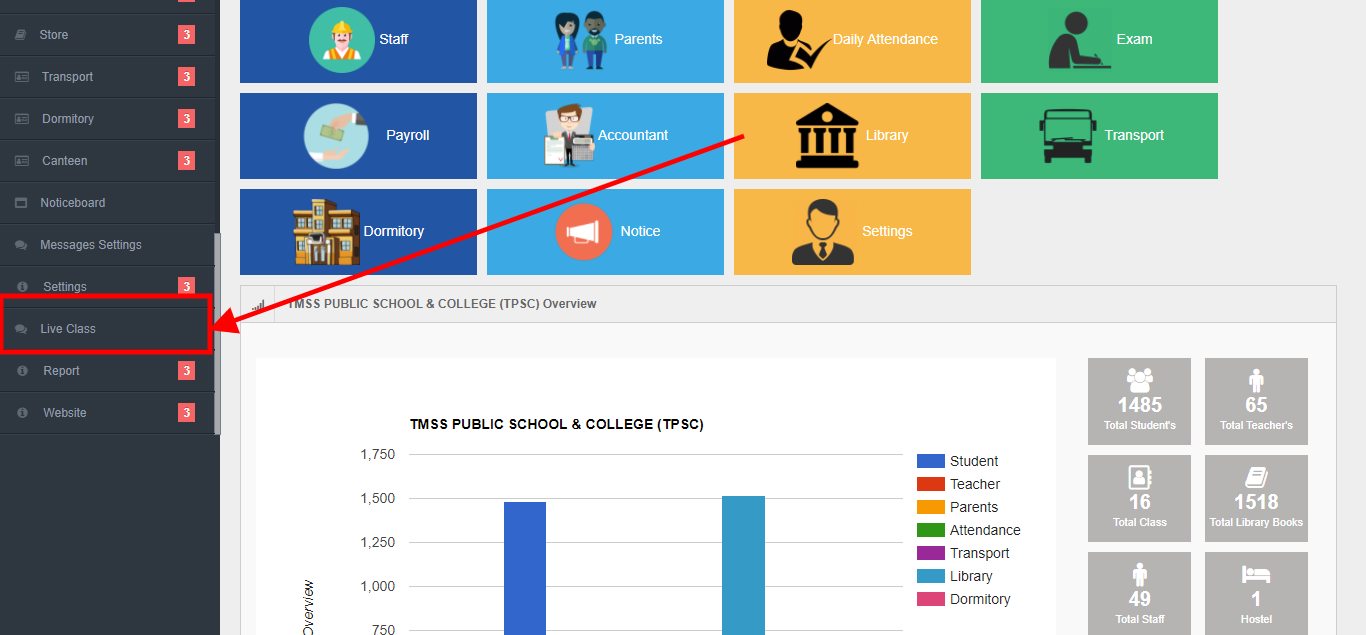 Store 3
Transport 3
Dormitory 3
Canteen 3
Noticeboard
Messages Settings
Settings 3
Live Class
Report 3
Website 3
Staff
Parents
Daily Attendance
Exam
Payroll
Accountant
Library
Transport
Dormitory
Notice
Settings
TMSS PUBLIC SCHOOL & COLLEGE (TPSC) Overview
TMSS PUBLIC SCHOOL & COLLEGE (TPSC)
1,750
1,500
1,250
1,000
750
Overview
Student
Teacher
Parents
Attendance
Transport
Library
Dormitory
1485
Total Student's
65
Total Teacher's
16
Total Class
1518
Total Library Books
49
Total Staff
1
Hostel